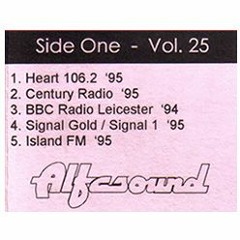 Side One - Vol. 25
1. Heart 106.2 '95
2. Century Radio '95
3. BBC Radio Leicester '94
4. Signal Gold / Signal 1 '95
5. Island FM '95
Alfasound